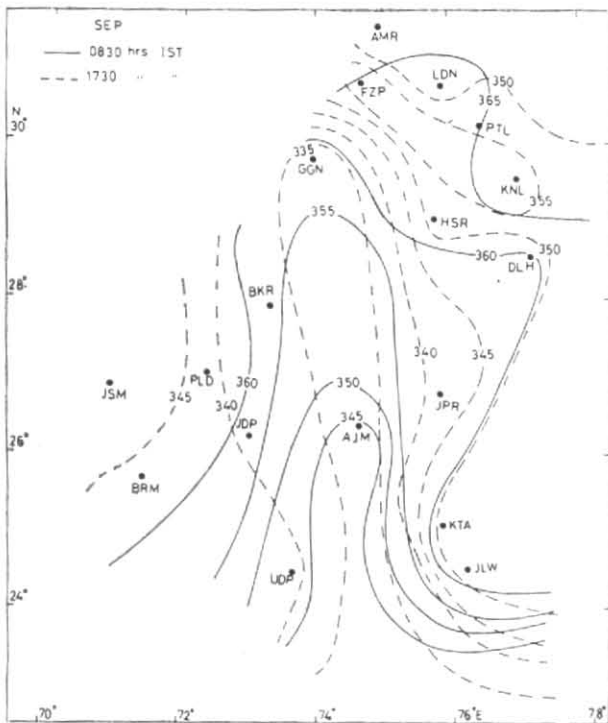 SEP
0830 hrs IST
1730 " "
AMR
LDN
FZP
350
365
N
30°
PTL
335
GGN
KNL
355
355
HSR
350
360
DLH
28°
BKR
340
345
350
360
PLD
JSM
345
340
JPR
345
JDP
AJM
26°
BRM
KTA
JLW
UDP
24°
70°
72°
74°
76°E
78°